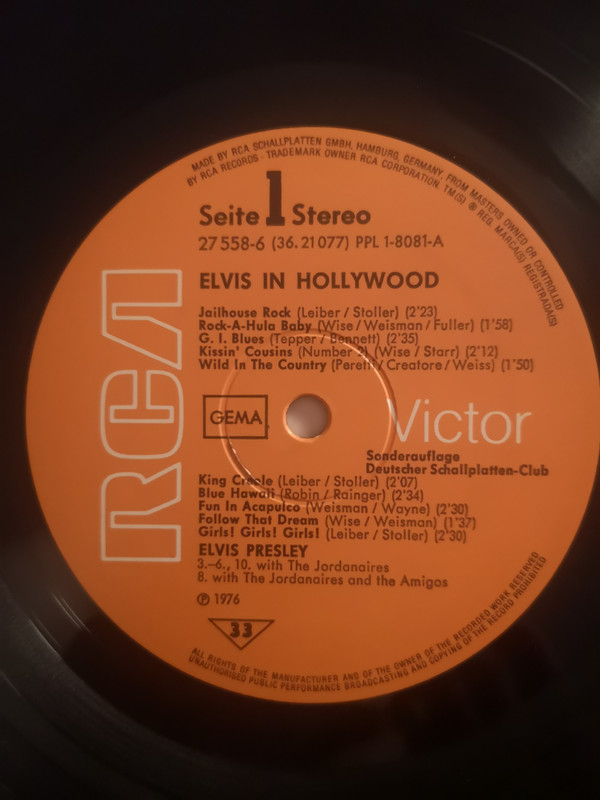 MADE BY RCA SCHALLPLATTEN GMBH, HAMBURG, GERMANY, FROM MASTERS OWNED OR CONTROLLED
BY RCA RECORDS · TRADEMARK OWNER RCA CORPORATION. TM(S) ® REG. MARCA(S) REGISTRADA(S)
Seite 1 Stereo
27 558-6 (36.21077) PPL 1-8081-A
ELVIS IN HOLLYWOOD
Jailhouse Rock (Leiber / Stoller) (2'23)
Rock-A-Hula Baby (Wise / Weisman / Fuller) (1'58)
G. I. Blues (Tepper / Bennett) (2'35)
Kissin' Cousins (Number 2) (Wise / Starr) (2'12)
Wild In The Country (Peretti / Creatore / Weiss) (1'50)
RCA
GEMA
Victor
Sonderauflage
Deutscher Schallplatten-Club
King Creole (Leiber / Stoller) (2'07)
Blue Hawaii (Robin / Rainger) (2'34)
Fun In Acapulco (Weisman / Wayne) (2'30)
Follow That Dream (Wise / Weisman) (1'37)
Girls! Girls! Girls! (Leiber / Stoller) (2'30)
ELVIS PRESLEY
3.–6., 10. with The Jordanaires
8. with The Jordanaires and the Amigos
℗ 1976
33
ALL RIGHTS OF THE MANUFACTURER AND OF THE OWNER OF THE RECORDED WORK RESERVED
UNAUTHORISED PUBLIC PERFORMANCE BROADCASTING AND COPYING OF THE RECORD PROHIBITED